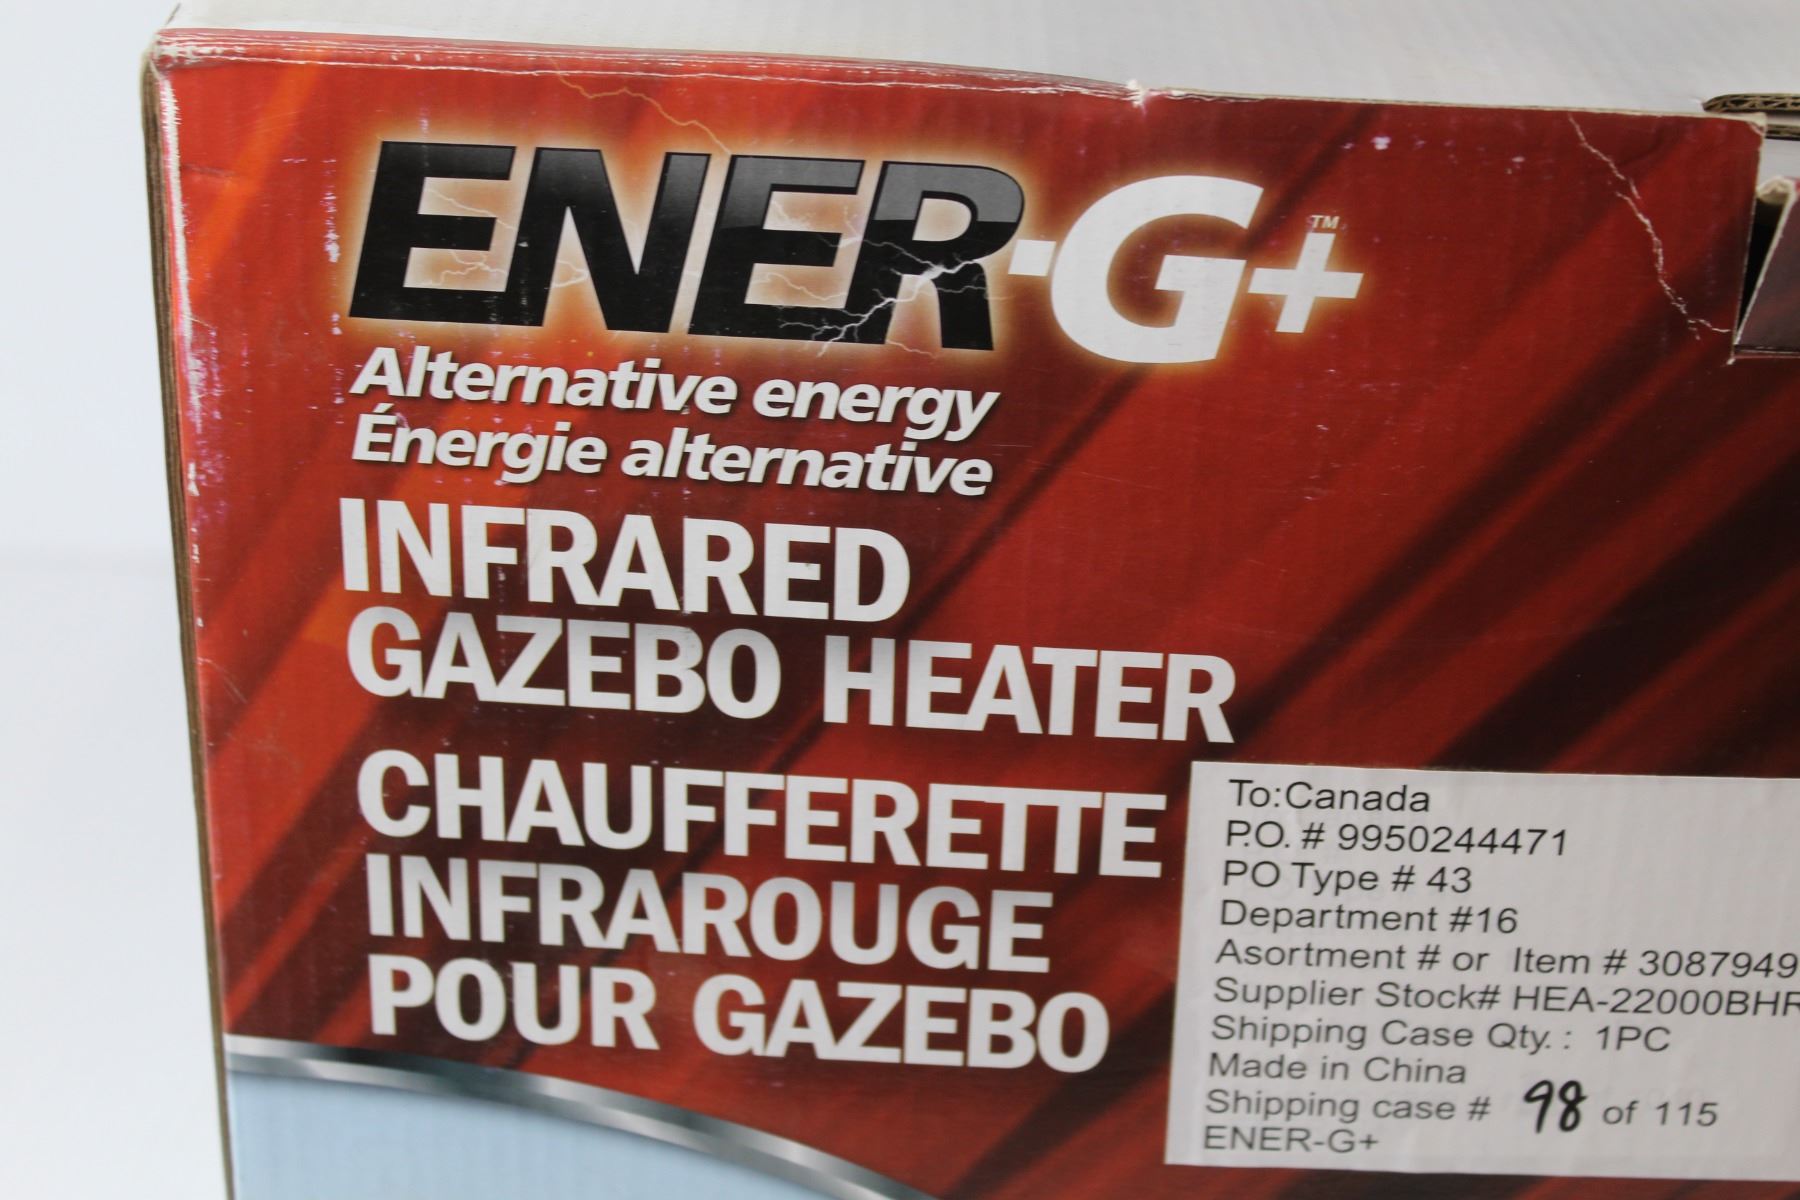 ENER·G+™
Alternative energy
Énergie alternative
INFRARED
GAZEBO HEATER
CHAUFFERETTE
INFRAROUGE
POUR GAZEBO
To:Canada
P.O. # 9950244471
PO Type # 43
Department #16
Asortment # or Item # 3087949
Supplier Stock# HEA-22000BHR
Shipping Case Qty. : 1PC
Made in China
Shipping case # 98 of 115
ENER-G+